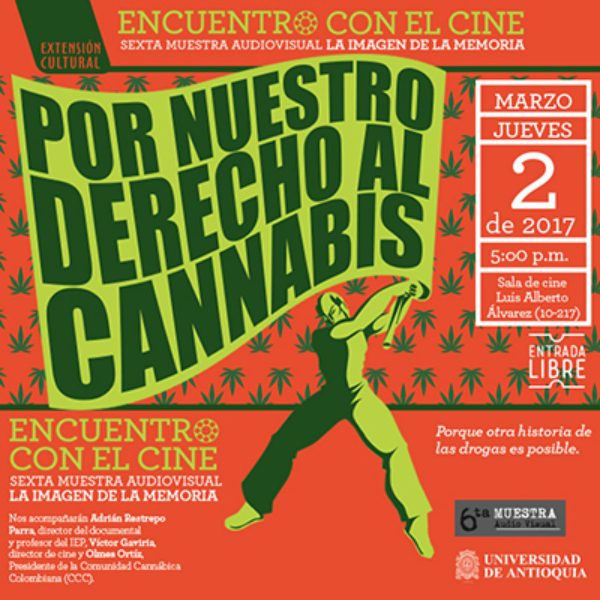 EXTENSIÓN
CULTURAL
ENCUENTRO CON EL CINE
SEXTA MUESTRA AUDIOVISUAL LA IMAGEN DE LA MEMORIA
POR NUESTRO
DERECHO AL
CANNABIS
MARZO
JUEVES
2
de 2017
5:00 p.m.
Sala de cine
Luis Alberto
Álvarez (10-217)
ENTRADA
LIBRE
ENCUENTRO
CON EL CINE
SEXTA MUESTRA AUDIOVISUAL
LA IMAGEN DE LA MEMORIA
Nos acompañarán Adrián Restrepo
Parra, director del documental
y profesor del IEP, Víctor Gaviria,
director de cine y Olmes Ortíz,
Presidente de la Comunidad Cannábica
Colombiana (CCC).
Porque otra historia de
las drogas es posible.
6ta MUESTRA
Audio Visual
UNIVERSIDAD
DE ANTIOQUIA